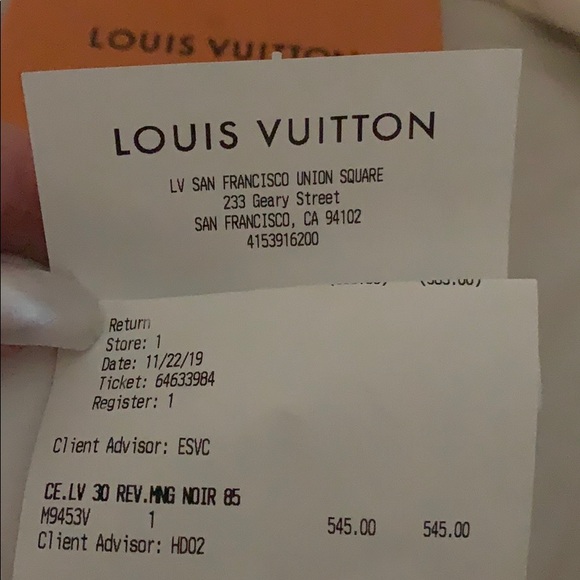 LOUIS VUITTON
LOUIS VUITTON
LV SAN FRANCISCO UNION SQUARE
233 Geary Street
SAN FRANCISCO, CA 94102
4153916200
Return
Store: 1
Date: 11/22/19
Ticket: 64633984
Register: 1
Client Advisor: ESVC
CE.LV 30 REV.MNG NOIR 85
M9453V 1 545.00 545.00
Client Advisor: HD02